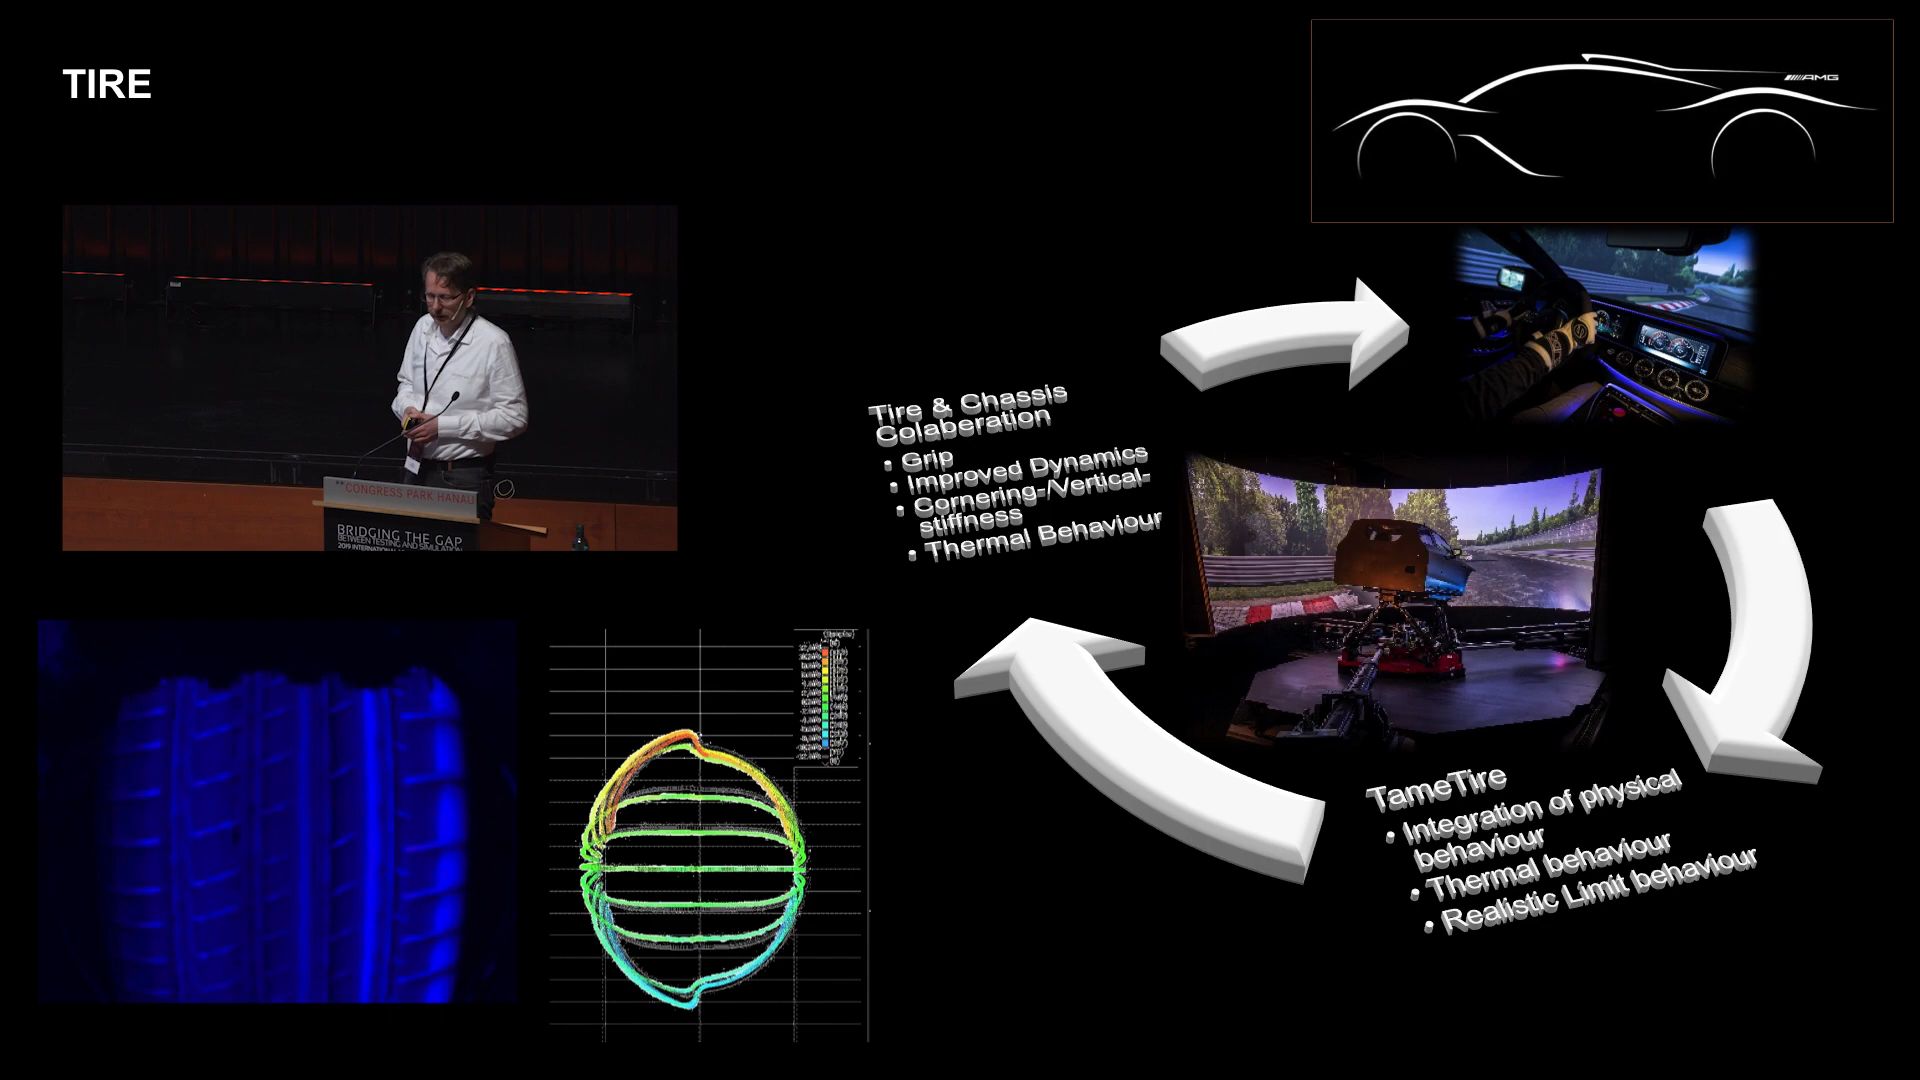 TIRE
AMG
Tire & Chassis
Colaberation
• Grip
• Improved Dynamics
• Cornering-/Vertical-
stiffness
• Thermal Behaviour
CONGRESS PARK HANAU
BRIDGING THE GAP
BETWEEN TESTING AND SIMULATION
2019 INTERNATIONAL
TameTire
• Integration of physical
behaviour
• Thermal behaviour
• Realistic Limit behaviour